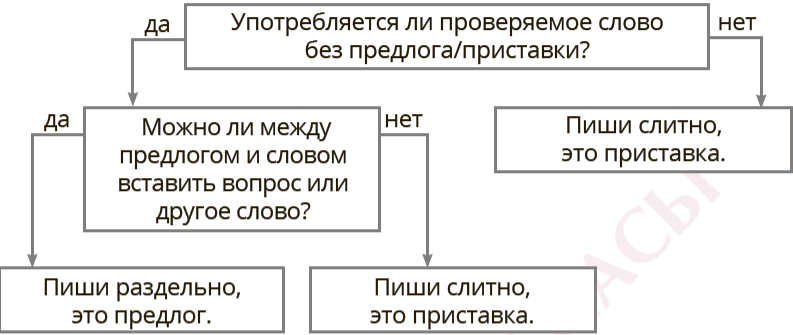 Употребляется ли проверяемое слово
без предлога/приставки?
да
нет
Можно ли между
предлогом и словом
вставить вопрос или
другое слово?
Пиши слитно,
это приставка.
да
нет
Пиши раздельно,
это предлог.
Пиши слитно,
это приставка.